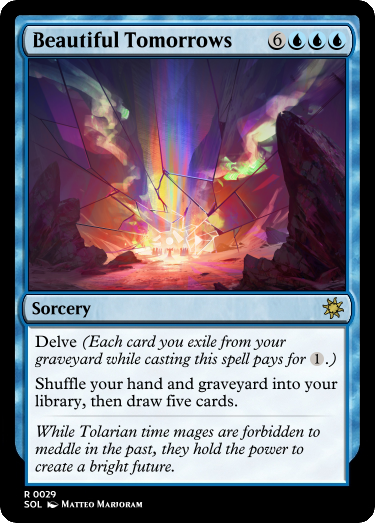 Beautiful Tomorrows 6
Sorcery
Delve (Each card you exile from your
graveyard while casting this spell pays for 1.)
Shuffle your hand and graveyard into your
library, then draw five cards.
While Tolarian time mages are forbidden to
meddle in the past, they hold the power to
create a bright future.
R 0029
SOL Matteo Marjoram